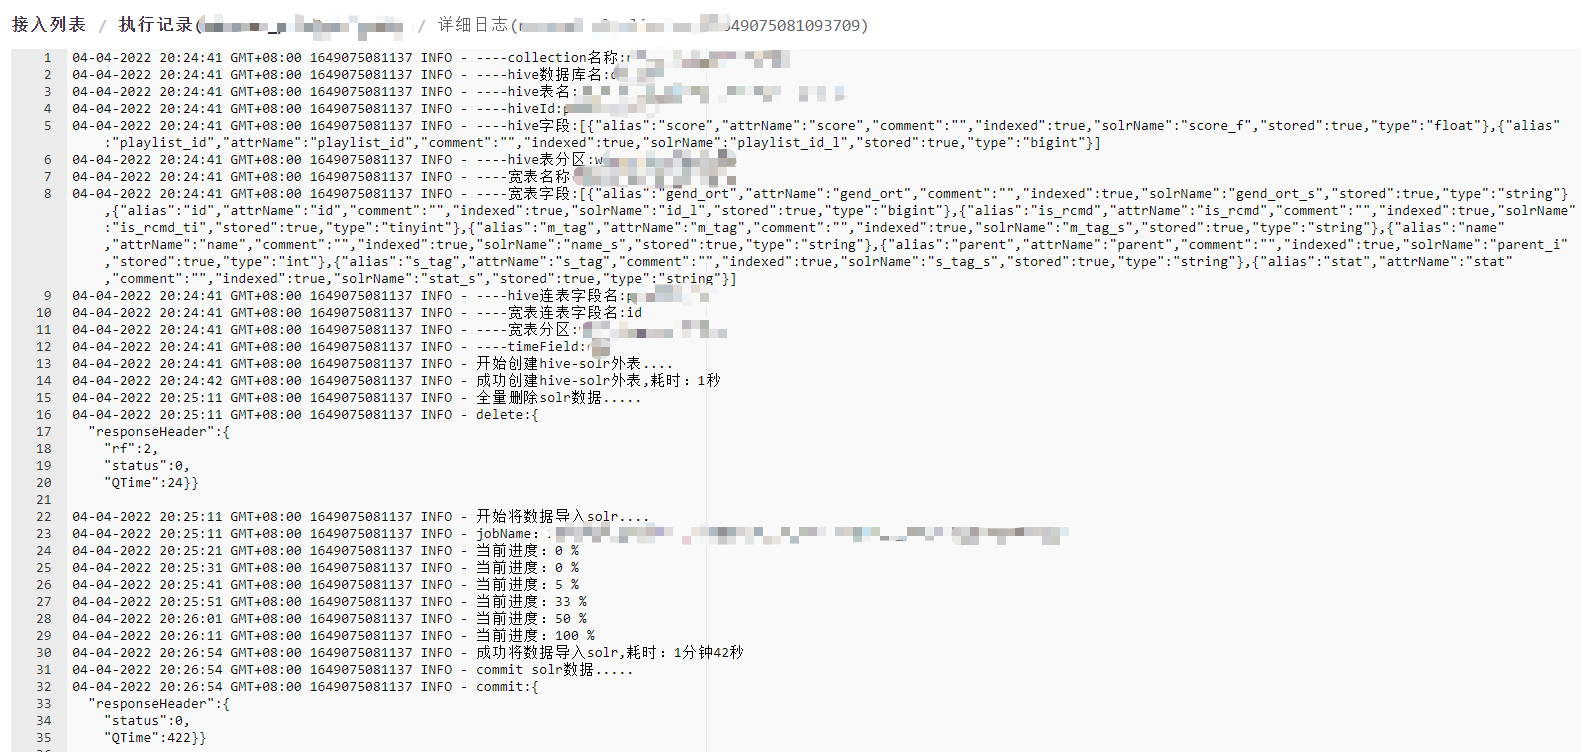 接入列表 / 执行记录( / 详细日志( 649075081093709)
1 04-04-2022 20:24:41 GMT+08:00 1649075081137 INFO - ----collection名称:
2 04-04-2022 20:24:41 GMT+08:00 1649075081137 INFO - ----hive数据库名:
3 04-04-2022 20:24:41 GMT+08:00 1649075081137 INFO - ----hive表名:
4 04-04-2022 20:24:41 GMT+08:00 1649075081137 INFO - ----hiveId:
5 04-04-2022 20:24:41 GMT+08:00 1649075081137 INFO - ----hive字段:[{"alias":"score","attrName":"score","comment":"","indexed":true,"solrName":"score_f","stored":true,"type":"float"},{"alias"
:"playlist_id","attrName":"playlist_id","comment":"","indexed":true,"solrName":"playlist_id_l","stored":true,"type":"bigint"}]
6 04-04-2022 20:24:41 GMT+08:00 1649075081137 INFO - ----hive表分区:
7 04-04-2022 20:24:41 GMT+08:00 1649075081137 INFO - ----宽表名称
8 04-04-2022 20:24:41 GMT+08:00 1649075081137 INFO - ----宽表字段:[{"alias":"gend_ort","attrName":"gend_ort","comment":"","indexed":true,"solrName":"gend_ort_s","stored":true,"type":"string"}
,{"alias":"id","attrName":"id","comment":"","indexed":true,"solrName":"id_l","stored":true,"type":"bigint"},{"alias":"is_rcmd","attrName":"is_rcmd","comment":"","indexed":true,"solrName"
:"is_rcmd_ti","stored":true,"type":"tinyint"},{"alias":"m_tag","attrName":"m_tag","comment":"","indexed":true,"solrName":"m_tag_s","stored":true,"type":"string"},{"alias":"name"
,"attrName":"name","comment":"","indexed":true,"solrName":"name_s","stored":true,"type":"string"},{"alias":"parent","attrName":"parent","comment":"","indexed":true,"solrName":"parent_i"
,"stored":true,"type":"int"},{"alias":"s_tag","attrName":"s_tag","comment":"","indexed":true,"solrName":"s_tag_s","stored":true,"type":"string"},{"alias":"stat","attrName":"stat"
,"comment":"","indexed":true,"solrName":"stat_s","stored":true,"type":"string"}]
9 04-04-2022 20:24:41 GMT+08:00 1649075081137 INFO - ----hive连表字段名:
10 04-04-2022 20:24:41 GMT+08:00 1649075081137 INFO - ----宽表连表字段名:id
11 04-04-2022 20:24:41 GMT+08:00 1649075081137 INFO - ----宽表分区:
12 04-04-2022 20:24:41 GMT+08:00 1649075081137 INFO - ----timeField:
13 04-04-2022 20:24:41 GMT+08:00 1649075081137 INFO - 开始创建hive-solr外表....
14 04-04-2022 20:24:42 GMT+08:00 1649075081137 INFO - 成功创建hive-solr外表,耗时：1秒
15 04-04-2022 20:25:11 GMT+08:00 1649075081137 INFO - 全量删除solr数据.....
16 04-04-2022 20:25:11 GMT+08:00 1649075081137 INFO - delete:{
17 "responseHeader":{
18 "rf":2,
19 "status":0,
20 "QTime":24}}
21
22 04-04-2022 20:25:11 GMT+08:00 1649075081137 INFO - 开始将数据导入solr....
23 04-04-2022 20:25:11 GMT+08:00 1649075081137 INFO - jobName：
24 04-04-2022 20:25:21 GMT+08:00 1649075081137 INFO - 当前进度：0 %
25 04-04-2022 20:25:31 GMT+08:00 1649075081137 INFO - 当前进度：0 %
26 04-04-2022 20:25:41 GMT+08:00 1649075081137 INFO - 当前进度：5 %
27 04-04-2022 20:25:51 GMT+08:00 1649075081137 INFO - 当前进度：33 %
28 04-04-2022 20:26:01 GMT+08:00 1649075081137 INFO - 当前进度：50 %
29 04-04-2022 20:26:11 GMT+08:00 1649075081137 INFO - 当前进度：100 %
30 04-04-2022 20:26:54 GMT+08:00 1649075081137 INFO - 成功将数据导入solr,耗时：1分钟42秒
31 04-04-2022 20:26:54 GMT+08:00 1649075081137 INFO - commit solr数据.....
32 04-04-2022 20:26:54 GMT+08:00 1649075081137 INFO - commit:{
33 "responseHeader":{
34 "status":0,
35 "QTime":422}}